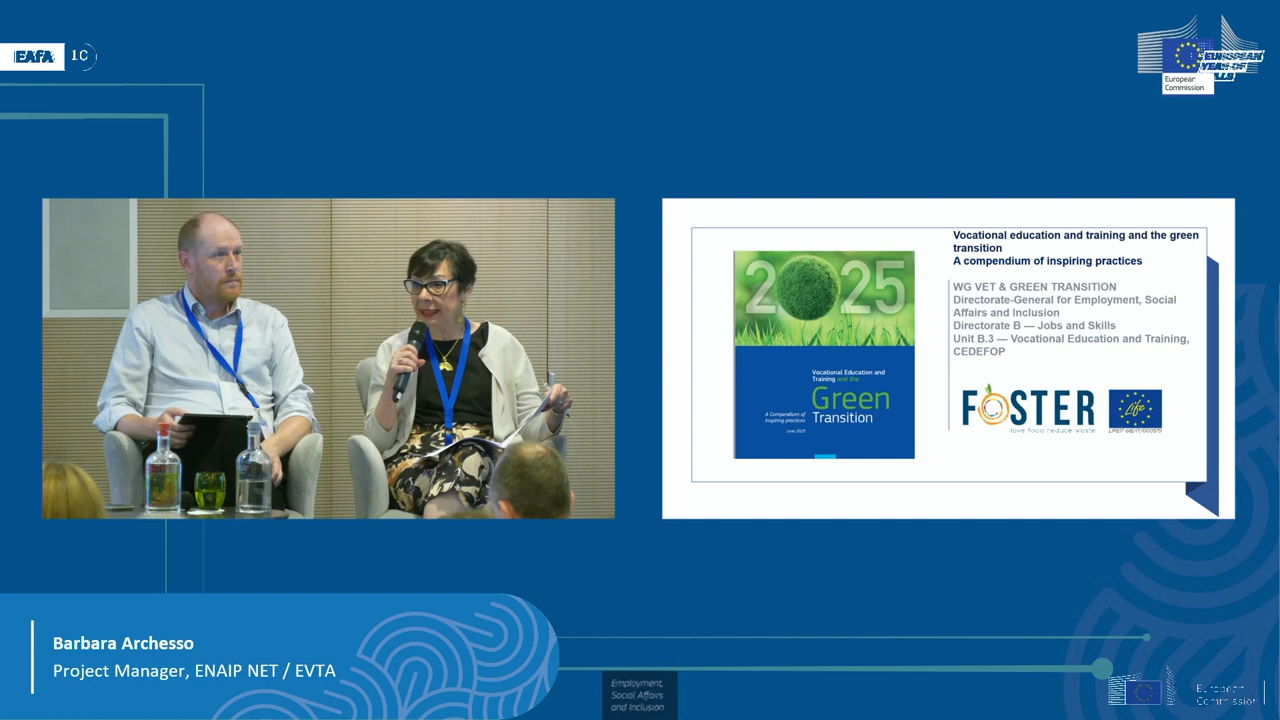 EAFA
10
EUROPEAN
YEAR OF
European
Commission
2025
Vocational Education and
Training and the
Green
Transition
A Compendium of
inspiring practices
June 2025
Vocational education and training and the green
transition
A compendium of inspiring practices
WG VET & GREEN TRANSITION
Directorate-General for Employment, Social
Affairs and Inclusion
Directorate B — Jobs and Skills
Unit B.3 — Vocational Education and Training,
CEDEFOP
FOSTER
love food reduce waste
Life
Barbara Archesso
Project Manager, ENAIP NET / EVTA
Employment,
Social Affairs
and Inclusion
European
Commission